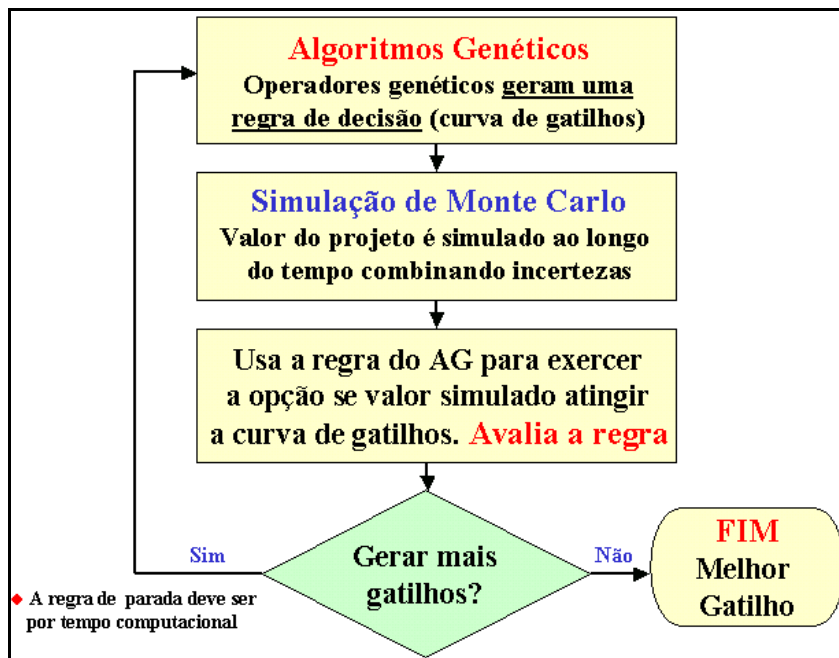 Algoritmos Genéticos
Operadores genéticos geram uma
regra de decisão (curva de gatilhos)
Simulação de Monte Carlo
Valor do projeto é simulado ao longo
do tempo combinando incertezas
Usa a regra do AG para exercer
a opção se valor simulado atingir
a curva de gatilhos. Avalia a regra
Sim
Gerar mais
gatilhos?
Não
FIM
Melhor
Gatilho
A regra de parada deve ser
por tempo computacional